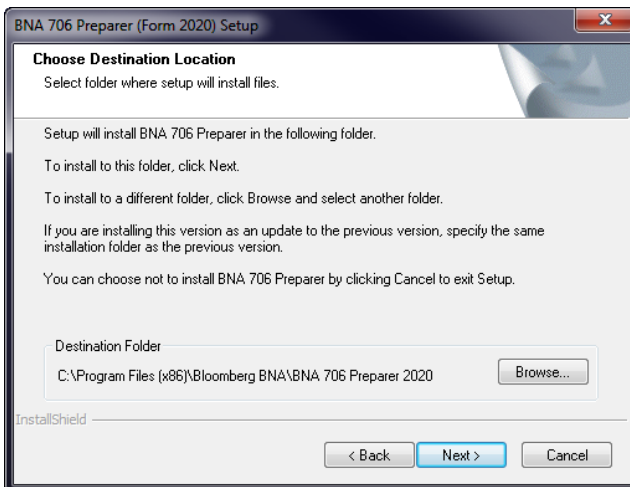 BNA 706 Preparer (Form 2020) Setup
Choose Destination Location
Select folder where setup will install files.
Setup will install BNA 706 Preparer in the following folder.
To install to this folder, click Next.
To install to a different folder, click Browse and select another folder.
If you are installing this version as an update to the previous version, specify the same
installation folder as the previous version.
You can choose not to install BNA 706 Preparer by clicking Cancel to exit Setup.
Destination Folder
C:\Program Files (x86)\Bloomberg BNA\BNA 706 Preparer 2020
Browse...
InstallShield
< Back
Next >
Cancel